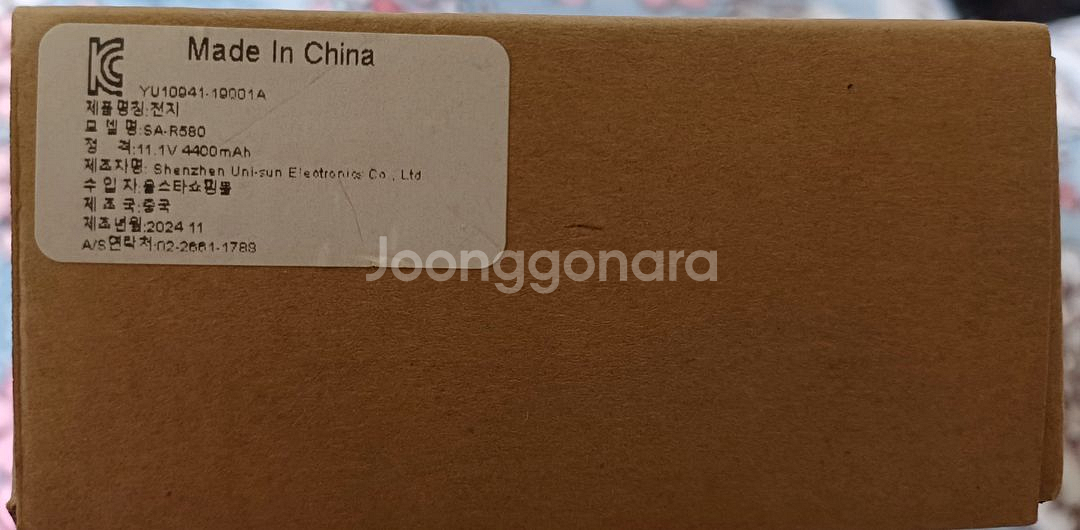 Made In China
YU10941-19001A
제품명칭:전지
모 델 명:SA-R580
정 격:11.1V 4400mAh
제조자명: Shenzhen Uni-sun Electronics Co., Ltd
수 입 자:올스타쇼핑몰
제 조 국:중국
제조년월:2024 11
A/S연락처:02-2661-1788
Joonggonara